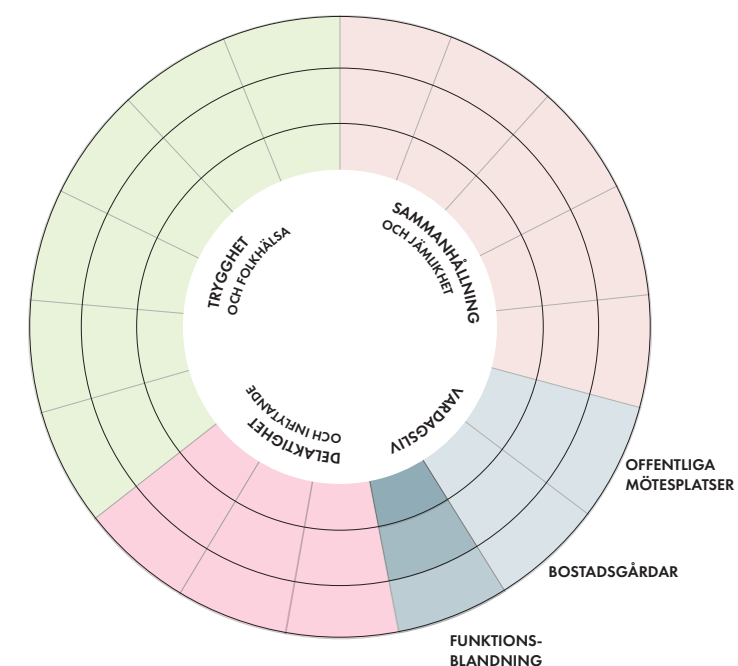 TRYGGHET
OCH FOLKHÄLSA
SAMMANHÅLLNING
OCH JÄMLIKHET
VARDAGSLIV
DELAKTIGHET
OCH INFLYTANDE
OFFENTLIGA
MÖTESPLATSER
BOSTADSGÅRDAR
FUNKTIONS-
BLANDNING